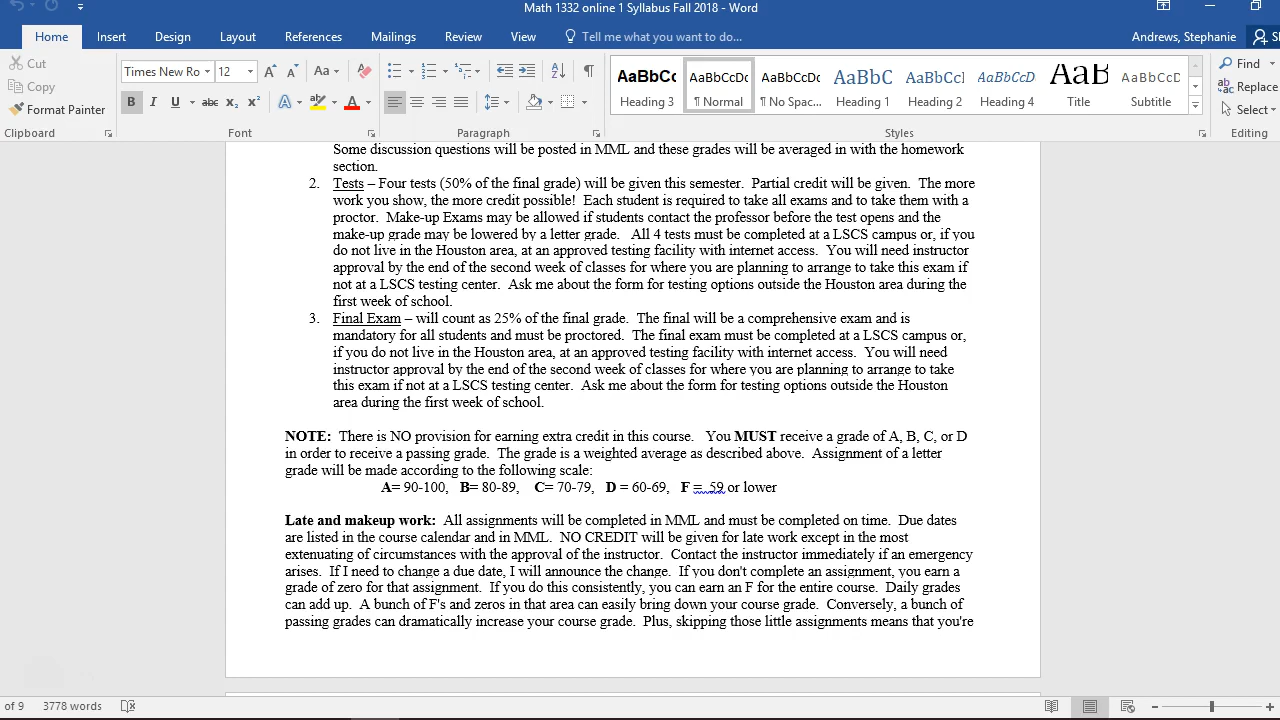 Math 1332 online 1 Syllabus Fall 2018 - Word
Home Insert Design Layout References Mailings Review View Tell me what you want to do... Andrews, Stephanie
Cut
Copy
Format Painter
Clipboard
Times New Ro 12 Aa
B I U abc x₂ x² A A
Font
Paragraph
AaBbCc AaBbCcDc AaBbCcDc AaBbC AaBbCcI AaBbCcD AaB AaBbCcD
Heading 3 ¶ Normal ¶ No Spac... Heading 1 Heading 2 Heading 4 Title Subtitle
Styles
Find
Replace
Select
Editing
Some discussion questions will be posted in MML and these grades will be averaged in with the homework
section.
2. Tests – Four tests (50% of the final grade) will be given this semester. Partial credit will be given. The more
work you show, the more credit possible! Each student is required to take all exams and to take them with a
proctor. Make-up Exams may be allowed if students contact the professor before the test opens and the
make-up grade may be lowered by a letter grade. All 4 tests must be completed at a LSCS campus or, if you
do not live in the Houston area, at an approved testing facility with internet access. You will need instructor
approval by the end of the second week of classes for where you are planning to arrange to take this exam if
not at a LSCS testing center. Ask me about the form for testing options outside the Houston area during the
first week of school.
3. Final Exam – will count as 25% of the final grade. The final will be a comprehensive exam and is
mandatory for all students and must be proctored. The final exam must be completed at a LSCS campus or,
if you do not live in the Houston area, at an approved testing facility with internet access. You will need
instructor approval by the end of the second week of classes for where you are planning to arrange to take
this exam if not at a LSCS testing center. Ask me about the form for testing options outside the Houston
area during the first week of school.
NOTE: There is NO provision for earning extra credit in this course. You MUST receive a grade of A, B, C, or D
in order to receive a passing grade. The grade is a weighted average as described above. Assignment of a letter
grade will be made according to the following scale:
A= 90-100, B= 80-89, C= 70-79, D = 60-69, F = 59 or lower
Late and makeup work: All assignments will be completed in MML and must be completed on time. Due dates
are listed in the course calendar and in MML. NO CREDIT will be given for late work except in the most
extenuating of circumstances with the approval of the instructor. Contact the instructor immediately if an emergency
arises. If I need to change a due date, I will announce the change. If you don't complete an assignment, you earn a
grade of zero for that assignment. If you do this consistently, you can earn an F for the entire course. Daily grades
can add up. A bunch of F's and zeros in that area can easily bring down your course grade. Conversely, a bunch of
passing grades can dramatically increase your course grade. Plus, skipping those little assignments means that you're
of 9 3778 words